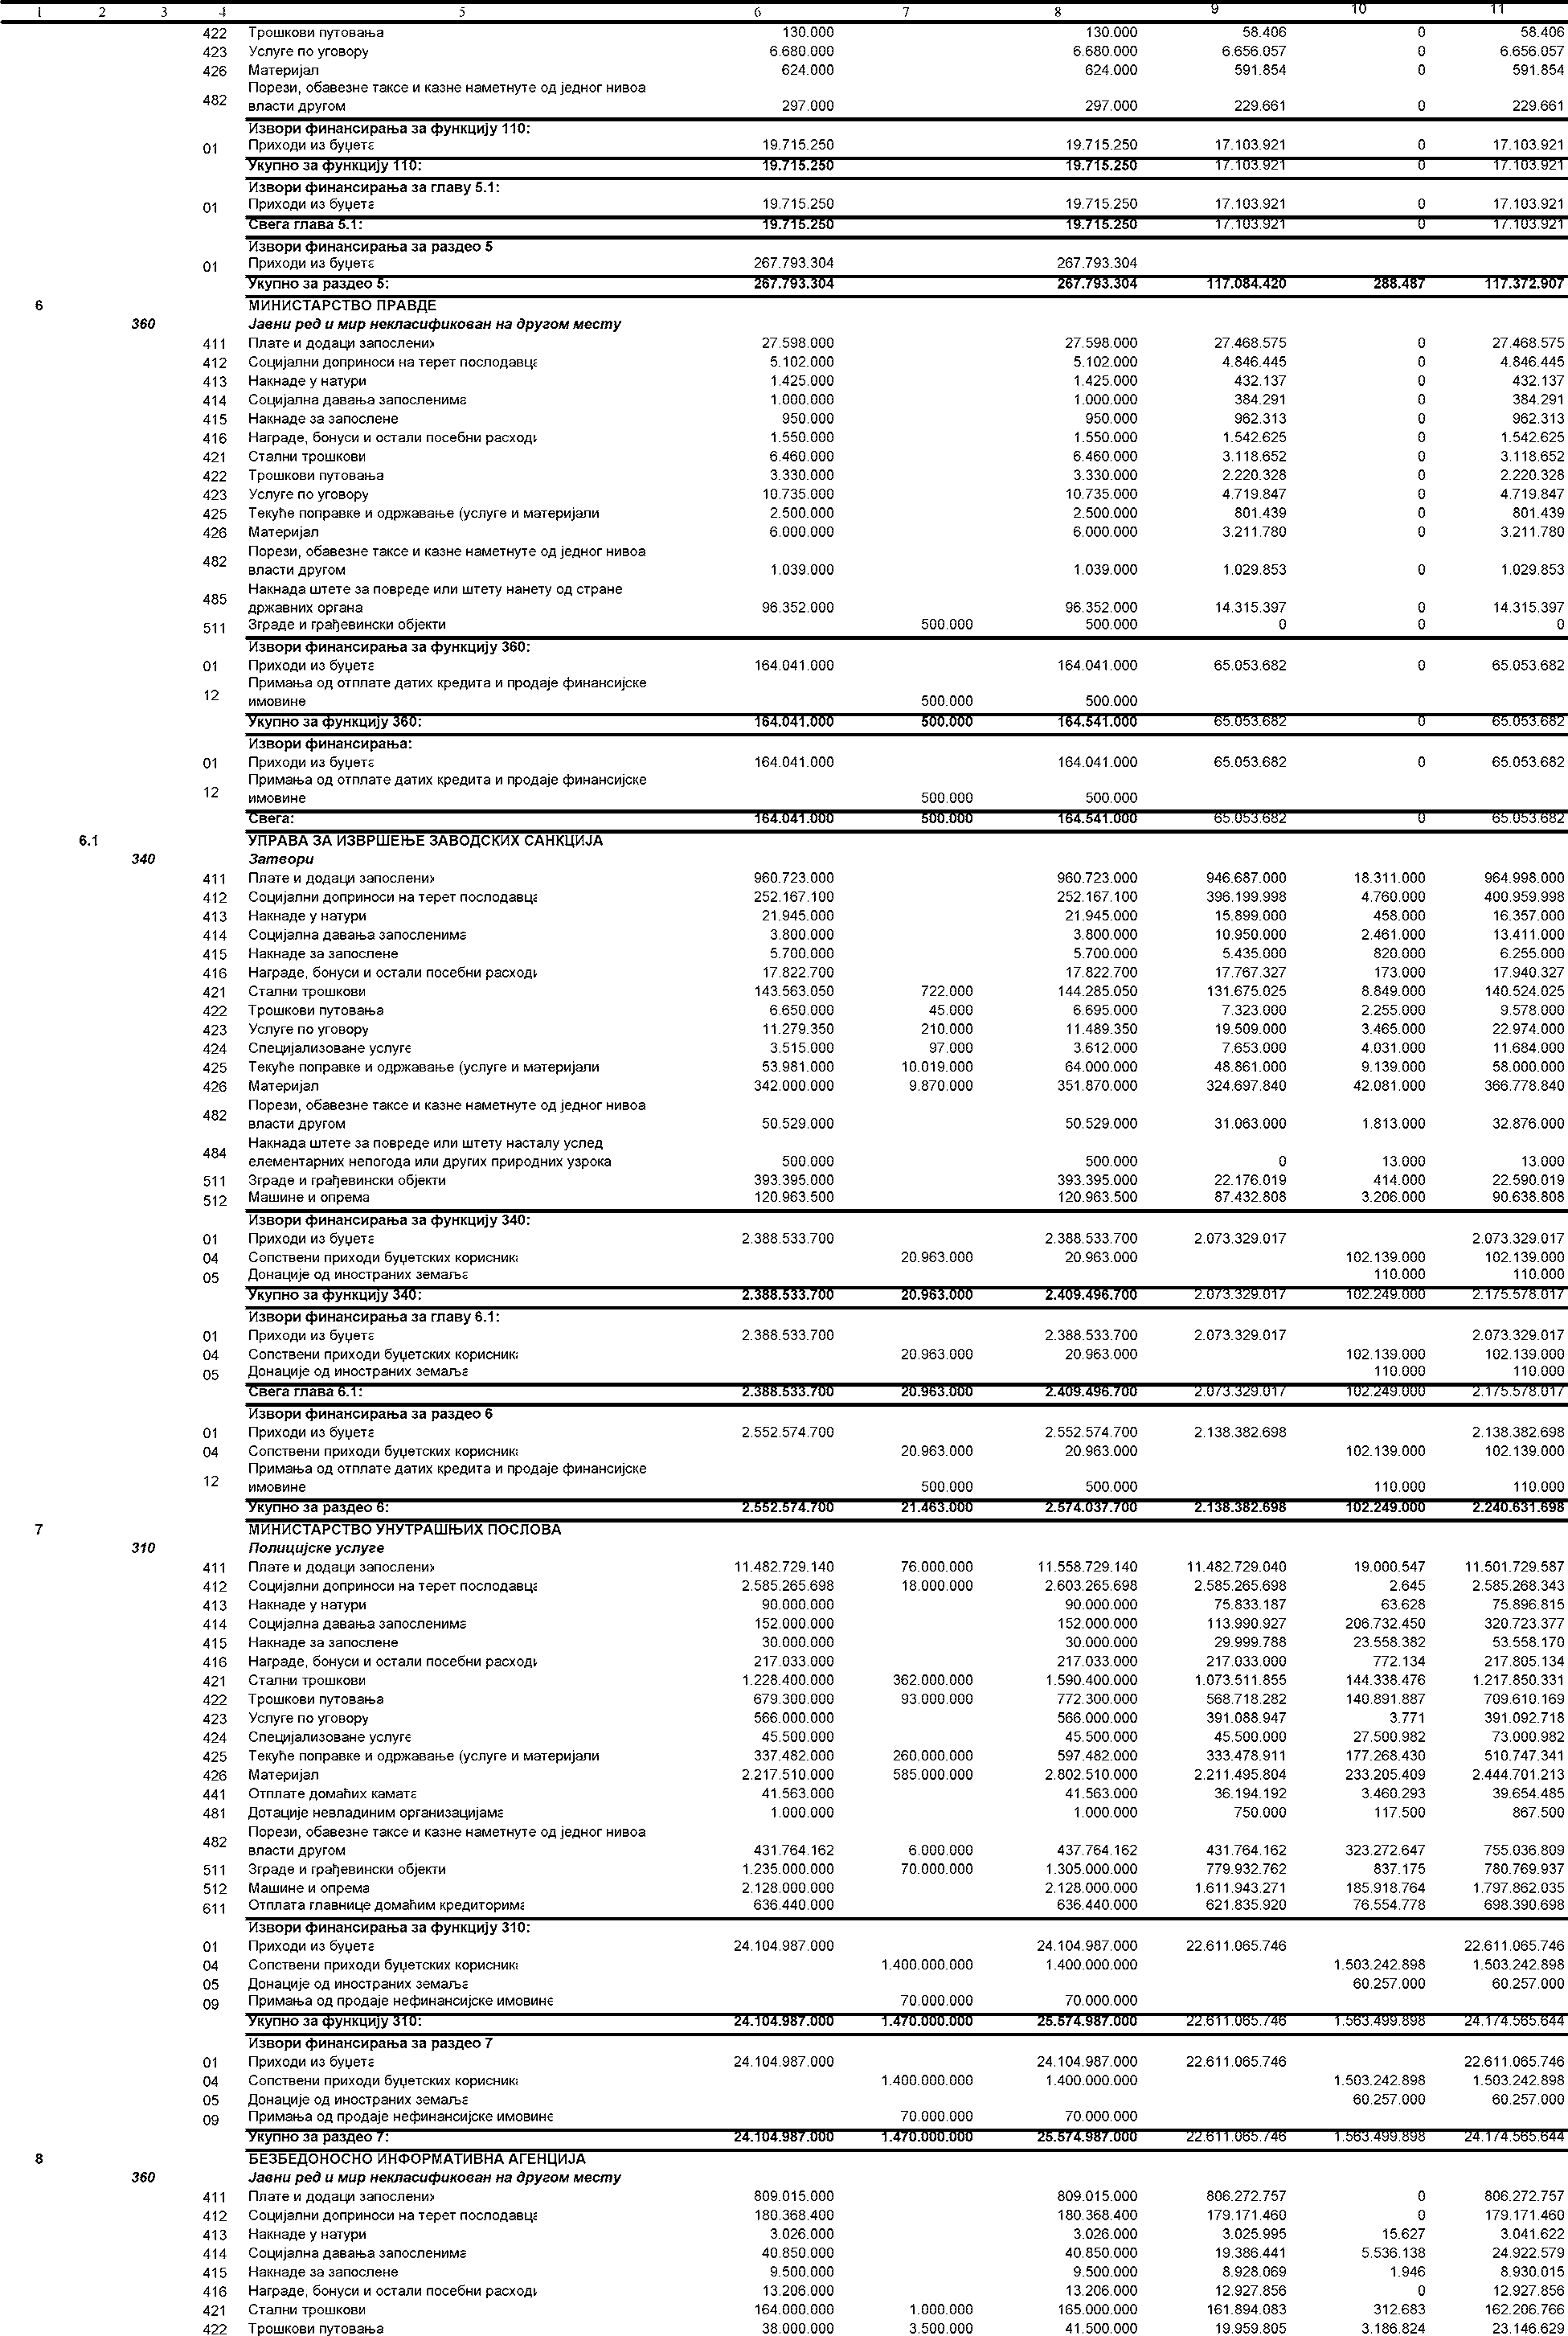 1 2 3 4 5 6 7 8 9 10 11
422 Трошкови путовања 130.000 130.000 58.406 0 58.406
423 Услуге по уговору 6.680.000 6.680.000 6.656.057 0 6.656.057
426 Материјал 624.000 624.000 591.854 0 591.854
Порези, обавезне таксе и казне наметнуте од једног нивоа
482 власти другом 297.000 297.000 229.661 0 229.661
Извори финансирања за функцију 110:
01 Приходи из буџета 19.715.250 19.715.250 17.103.921 0 17.103.921
Укупно за функцију 110: 19.715.250 19.715.250 17.103.921 0 17.103.921
Извори финансирања за главу 5.1:
01 Приходи из буџета 19.715.250 19.715.250 17.103.921 0 17.103.921
Свега глава 5.1: 19.715.250 19.715.250 17.103.921 0 17.103.921
Извори финансирања за раздео 5
01 Приходи из буџета 267.793.304 267.793.304
Укупно за раздео 5: 267.793.304 267.793.304 117.084.420 288.487 117.372.907
6 МИНИСТАРСТВО ПРАВДЕ
360 Јавни ред и мир некласификован на другом месту
411 Плате и додаци запослених 27.598.000 27.598.000 27.468.575 0 27.468.575
412 Социјални доприноси на терет послодавца 5.102.000 5.102.000 4.846.445 0 4.846.445
413 Накнаде у натури 1.425.000 1.425.000 432.137 0 432.137
414 Социјална давања запосленима 1.000.000 1.000.000 384.291 0 384.291
415 Накнаде за запослене 950.000 950.000 962.313 0 962.313
416 Награде, бонуси и остали посебни расходи 1.550.000 1.550.000 1.542.625 0 1.542.625
421 Стални трошкови 6.460.000 6.460.000 3.118.652 0 3.118.652
422 Трошкови путовања 3.330.000 3.330.000 2.220.328 0 2.220.328
423 Услуге по уговору 10.735.000 10.735.000 4.719.847 0 4.719.847
425 Текуће поправке и одржавање (услуге и материјали 2.500.000 2.500.000 801.439 0 801.439
426 Материјал 6.000.000 6.000.000 3.211.780 0 3.211.780
Порези, обавезне таксе и казне наметнуте од једног нивоа
482 власти другом 1.039.000 1.039.000 1.029.853 0 1.029.853
Накнада штете за повреде или штету нанету од стране
485 државних органа 96.352.000 96.352.000 14.315.397 0 14.315.397
511 Зграде и грађевински објекти 500.000 500.000 0 0 0
Извори финансирања за функцију 360:
01 Приходи из буџета 164.041.000 164.041.000 65.053.682 0 65.053.682
Примања од отплате датих кредита и продаје финансијске
12 имовине 500.000 500.000
Укупно за функцију 360: 164.041.000 500.000 164.541.000 65.053.682 0 65.053.682
Извори финансирања:
01 Приходи из буџета 164.041.000 164.041.000 65.053.682 0 65.053.682
Примања од отплате датих кредита и продаје финансијске
12 имовине 500.000 500.000
Свега: 164.041.000 500.000 164.541.000 65.053.682 0 65.053.682
6.1 УПРАВА ЗА ИЗВРШЕЊЕ ЗАВОДСКИХ САНКЦИЈА
340 Затвори
411 Плате и додаци запослених 960.723.000 960.723.000 946.687.000 18.311.000 964.998.000
412 Социјални доприноси на терет послодавца 252.167.100 252.167.100 396.199.998 4.760.000 400.959.998
413 Накнаде у натури 21.945.000 21.945.000 15.899.000 458.000 16.357.000
414 Социјална давања запосленима 3.800.000 3.800.000 10.950.000 2.461.000 13.411.000
415 Накнаде за запослене 5.700.000 5.700.000 5.435.000 820.000 6.255.000
416 Награде, бонуси и остали посебни расходи 17.822.700 17.822.700 17.767.327 173.000 17.940.327
421 Стални трошкови 143.563.050 722.000 144.285.050 131.675.025 8.849.000 140.524.025
422 Трошкови путовања 6.650.000 45.000 6.695.000 7.323.000 2.255.000 9.578.000
423 Услуге по уговору 11.279.350 210.000 11.489.350 19.509.000 3.465.000 22.974.000
424 Специјализоване услуге 3.515.000 97.000 3.612.000 7.653.000 4.031.000 11.684.000
425 Текуће поправке и одржавање (услуге и материјали 53.981.000 10.019.000 64.000.000 48.861.000 9.139.000 58.000.000
426 Материјал 342.000.000 9.870.000 351.870.000 324.697.840 42.081.000 366.778.840
Порези, обавезне таксе и казне наметнуте од једног нивоа
482 власти другом 50.529.000 50.529.000 31.063.000 1.813.000 32.876.000
Накнада штете за повреде или штету насталу услед
484 елементарних непогода или других природних узрока 500.000 500.000 0 13.000 13.000
511 Зграде и грађевински објекти 393.395.000 393.395.000 22.176.019 414.000 22.590.019
512 Машине и опрема 120.963.500 120.963.500 87.432.808 3.206.000 90.638.808
Извори финансирања за функцију 340:
01 Приходи из буџета 2.388.533.700 2.388.533.700 2.073.329.017 2.073.329.017
04 Сопствени приходи буџетских корисника 20.963.000 20.963.000 102.139.000 102.139.000
05 Донације од иностраних земаља 110.000 110.000
Укупно за функцију 340: 2.388.533.700 20.963.000 2.409.496.700 2.073.329.017 102.249.000 2.175.578.017
Извори финансирања за главу 6.1:
01 Приходи из буџета 2.388.533.700 2.388.533.700 2.073.329.017 2.073.329.017
04 Сопствени приходи буџетских корисника 20.963.000 20.963.000 102.139.000 102.139.000
05 Донације од иностраних земаља 110.000 110.000
Свега глава 6.1: 2.388.533.700 20.963.000 2.409.496.700 2.073.329.017 102.249.000 2.175.578.017
Извори финансирања за раздео 6
01 Приходи из буџета 2.552.574.700 2.552.574.700 2.138.382.698 2.138.382.698
04 Сопствени приходи буџетских корисника 20.963.000 20.963.000 102.139.000 102.139.000
Примања од отплате датих кредита и продаје финансијске
12 имовине 500.000 500.000 110.000 110.000
Укупно за раздео 6: 2.552.574.700 21.463.000 2.574.037.700 2.138.382.698 102.249.000 2.240.631.698
7 МИНИСТАРСТВО УНУТРАШЊИХ ПОСЛОВА
310 Полицијске услуге
411 Плате и додаци запослених 11.482.729.140 76.000.000 11.558.729.140 11.482.729.040 19.000.547 11.501.729.587
412 Социјални доприноси на терет послодавца 2.585.265.698 18.000.000 2.603.265.698 2.585.265.698 2.645 2.585.268.343
413 Накнаде у натури 90.000.000 90.000.000 75.833.187 63.628 75.896.815
414 Социјална давања запосленима 152.000.000 152.000.000 113.990.927 206.732.450 320.723.377
415 Накнаде за запослене 30.000.000 30.000.000 29.999.788 23.558.382 53.558.170
416 Награде, бонуси и остали посебни расходи 217.033.000 217.033.000 217.033.000 772.134 217.805.134
421 Стални трошкови 1.228.400.000 362.000.000 1.590.400.000 1.073.511.855 144.338.476 1.217.850.331
422 Трошкови путовања 679.300.000 93.000.000 772.300.000 568.718.282 140.891.887 709.610.169
423 Услуге по уговору 566.000.000 566.000.000 391.088.947 3.771 391.092.718
424 Специјализоване услуге 45.500.000 45.500.000 45.500.000 27.500.982 73.000.982
425 Текуће поправке и одржавање (услуге и материјали 337.482.000 260.000.000 597.482.000 333.478.911 177.268.430 510.747.341
426 Материјал 2.217.510.000 585.000.000 2.802.510.000 2.211.495.804 233.205.409 2.444.701.213
441 Отплате домаћих камата 41.563.000 41.563.000 36.194.192 3.460.293 39.654.485
481 Дотације невладиним организацијама 1.000.000 1.000.000 750.000 117.500 867.500
Порези, обавезне таксе и казне наметнуте од једног нивоа
482 власти другом 431.764.162 6.000.000 437.764.162 431.764.162 323.272.647 755.036.809
511 Зграде и грађевински објекти 1.235.000.000 70.000.000 1.305.000.000 779.932.762 837.175 780.769.937
512 Машине и опрема 2.128.000.000 2.128.000.000 1.611.943.271 185.918.764 1.797.862.035
611 Отплата главнице домаћим кредиторима 636.440.000 636.440.000 621.835.920 76.554.778 698.390.698
Извори финансирања за функцију 310:
01 Приходи из буџета 24.104.987.000 24.104.987.000 22.611.065.746 22.611.065.746
04 Сопствени приходи буџетских корисника 1.400.000.000 1.400.000.000 1.503.242.898 1.503.242.898
05 Донације од иностраних земаља 60.257.000 60.257.000
09 Примања од продаје нефинансијске имовине 70.000.000 70.000.000
Укупно за функцију 310: 24.104.987.000 1.470.000.000 25.574.987.000 22.611.065.746 1.563.499.898 24.174.565.644
Извори финансирања за раздео 7
01 Приходи из буџета 24.104.987.000 24.104.987.000 22.611.065.746 22.611.065.746
04 Сопствени приходи буџетских корисника 1.400.000.000 1.400.000.000 1.503.242.898 1.503.242.898
05 Донације од иностраних земаља 60.257.000 60.257.000
09 Примања од продаје нефинансијске имовине 70.000.000 70.000.000
Укупно за раздео 7: 24.104.987.000 1.470.000.000 25.574.987.000 22.611.065.746 1.563.499.898 24.174.565.644
8 БЕЗБЕДОНОСНО ИНФОРМАТИВНА АГЕНЦИЈА
360 Јавни ред и мир некласификован на другом месту
411 Плате и додаци запослених 809.015.000 809.015.000 806.272.757 0 806.272.757
412 Социјални доприноси на терет послодавца 180.368.400 180.368.400 179.171.460 0 179.171.460
413 Накнаде у натури 3.026.000 3.026.000 3.025.995 15.627 3.041.622
414 Социјална давања запосленима 40.850.000 40.850.000 19.386.441 5.536.138 24.922.579
415 Накнаде за запослене 9.500.000 9.500.000 8.928.069 1.946 8.930.015
416 Награде, бонуси и остали посебни расходи 13.206.000 13.206.000 12.927.856 0 12.927.856
421 Стални трошкови 164.000.000 1.000.000 165.000.000 161.894.083 312.683 162.206.766
422 Трошкови путовања 38.000.000 3.500.000 41.500.000 19.959.805 3.186.824 23.146.629